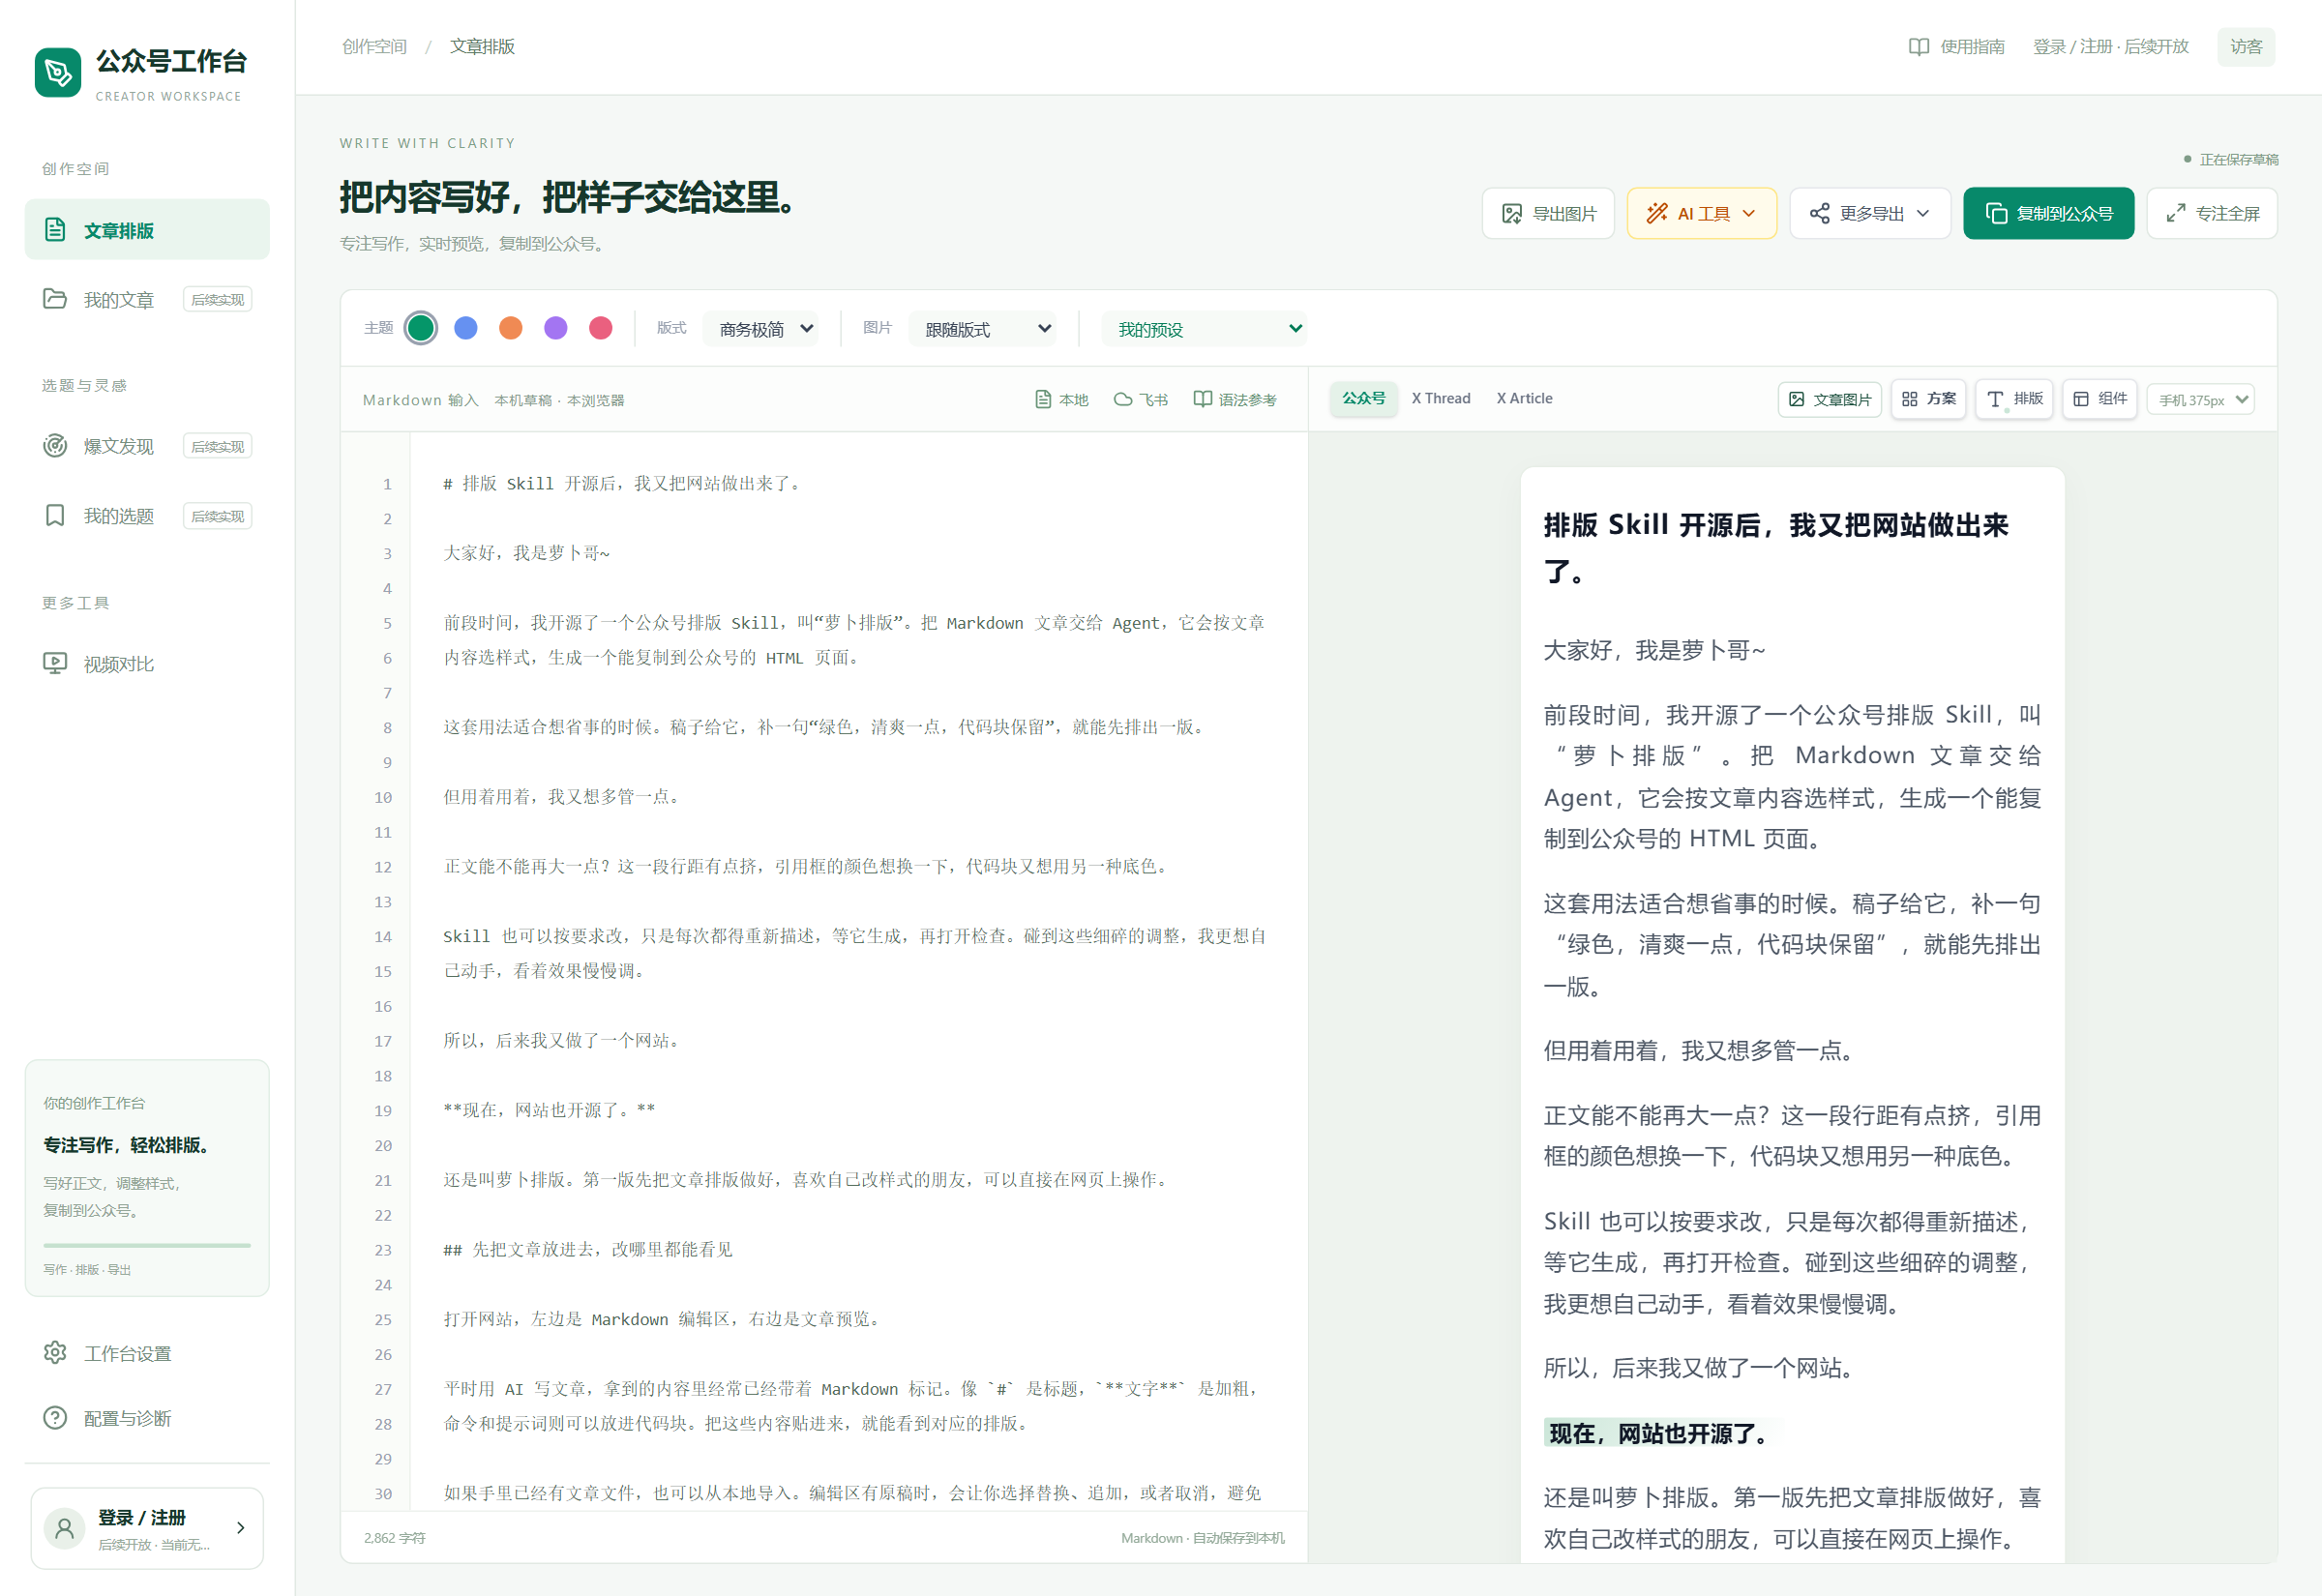 公众号工作台
CREATOR WORKSPACE
创作空间
文章排版
我的文章 后续实现
选题与灵感
爆文发现 后续实现
我的选题 后续实现
更多工具
视频对比
你的创作工作台
专注写作，轻松排版。
写好正文，调整样式，
复制到公众号。
写作 · 排版 · 导出
工作台设置
配置与诊断
登录 / 注册
后续开放 · 当前无...
创作空间 / 文章排版
使用指南 登录 / 注册 · 后续开放 访客
WRITE WITH CLARITY
把内容写好，把样子交给这里。
专注写作，实时预览，复制到公众号。
正在保存草稿
导出图片 AI 工具 更多导出 复制到公众号 专注全屏
主题 版式 商务极简 图片 跟随版式 我的预设
Markdown 输入 本机草稿 · 本浏览器 本地 飞书 语法参考
1 # 排版 Skill 开源后，我又把网站做出来了。
2
3 大家好，我是萝卜哥~
4
5 前段时间，我开源了一个公众号排版 Skill，叫“萝卜排版”。把 Markdown 文章交给 Agent，它会按文章
6 内容选样式，生成一个能复制到公众号的 HTML 页面。
7
8 这套用法适合想省事的时候。稿子给它，补一句“绿色，清爽一点，代码块保留”，就能先排出一版。
9
10 但用着用着，我又想多管一点。
11
12 正文能不能再大一点？这一段行距有点挤，引用框的颜色想换一下，代码块又想用另一种底色。
13
14 Skill 也可以按要求改，只是每次都得重新描述，等它生成，再打开检查。碰到这些细碎的调整，我更想自
15 己动手，看着效果慢慢调。
16
17 所以，后来我又做了一个网站。
18
19 **现在，网站也开源了。**
20
21 还是叫萝卜排版。第一版先把文章排版做好，喜欢自己改样式的朋友，可以直接在网页上操作。
22
23 ## 先把文章放进去，改哪里都能看见
24
25 打开网站，左边是 Markdown 编辑区，右边是文章预览。
26
27 平时用 AI 写文章，拿到的内容里经常已经带着 Markdown 标记。像 `#` 是标题，`**文字**` 是加粗，
28 命令和提示词则可以放进代码块。把这些内容贴进来，就能看到对应的排版。
29
30 如果手里已经有文章文件，也可以从本地导入。编辑区有原稿时，会让你选择替换、追加，或者取消，避免
2,862 字符 Markdown · 自动保存到本机
公众号 X Thread X Article 文章图片 方案 排版 组件 手机 375px
排版 Skill 开源后，我又把网站做出来
了。
大家好，我是萝卜哥~
前段时间，我开源了一个公众号排版 Skill，叫
“萝卜排版”。把 Markdown 文章交给
Agent，它会按文章内容选样式，生成一个能复
制到公众号的 HTML 页面。
这套用法适合想省事的时候。稿子给它，补一句
“绿色，清爽一点，代码块保留”，就能先排出
一版。
但用着用着，我又想多管一点。
正文能不能再大一点？这一段行距有点挤，引用
框的颜色想换一下，代码块又想用另一种底色。
Skill 也可以按要求改，只是每次都得重新描述，
等它生成，再打开检查。碰到这些细碎的调整，
我更想自己动手，看着效果慢慢调。
所以，后来我又做了一个网站。
现在，网站也开源了。
还是叫萝卜排版。第一版先把文章排版做好，喜
欢自己改样式的朋友，可以直接在网页上操作。